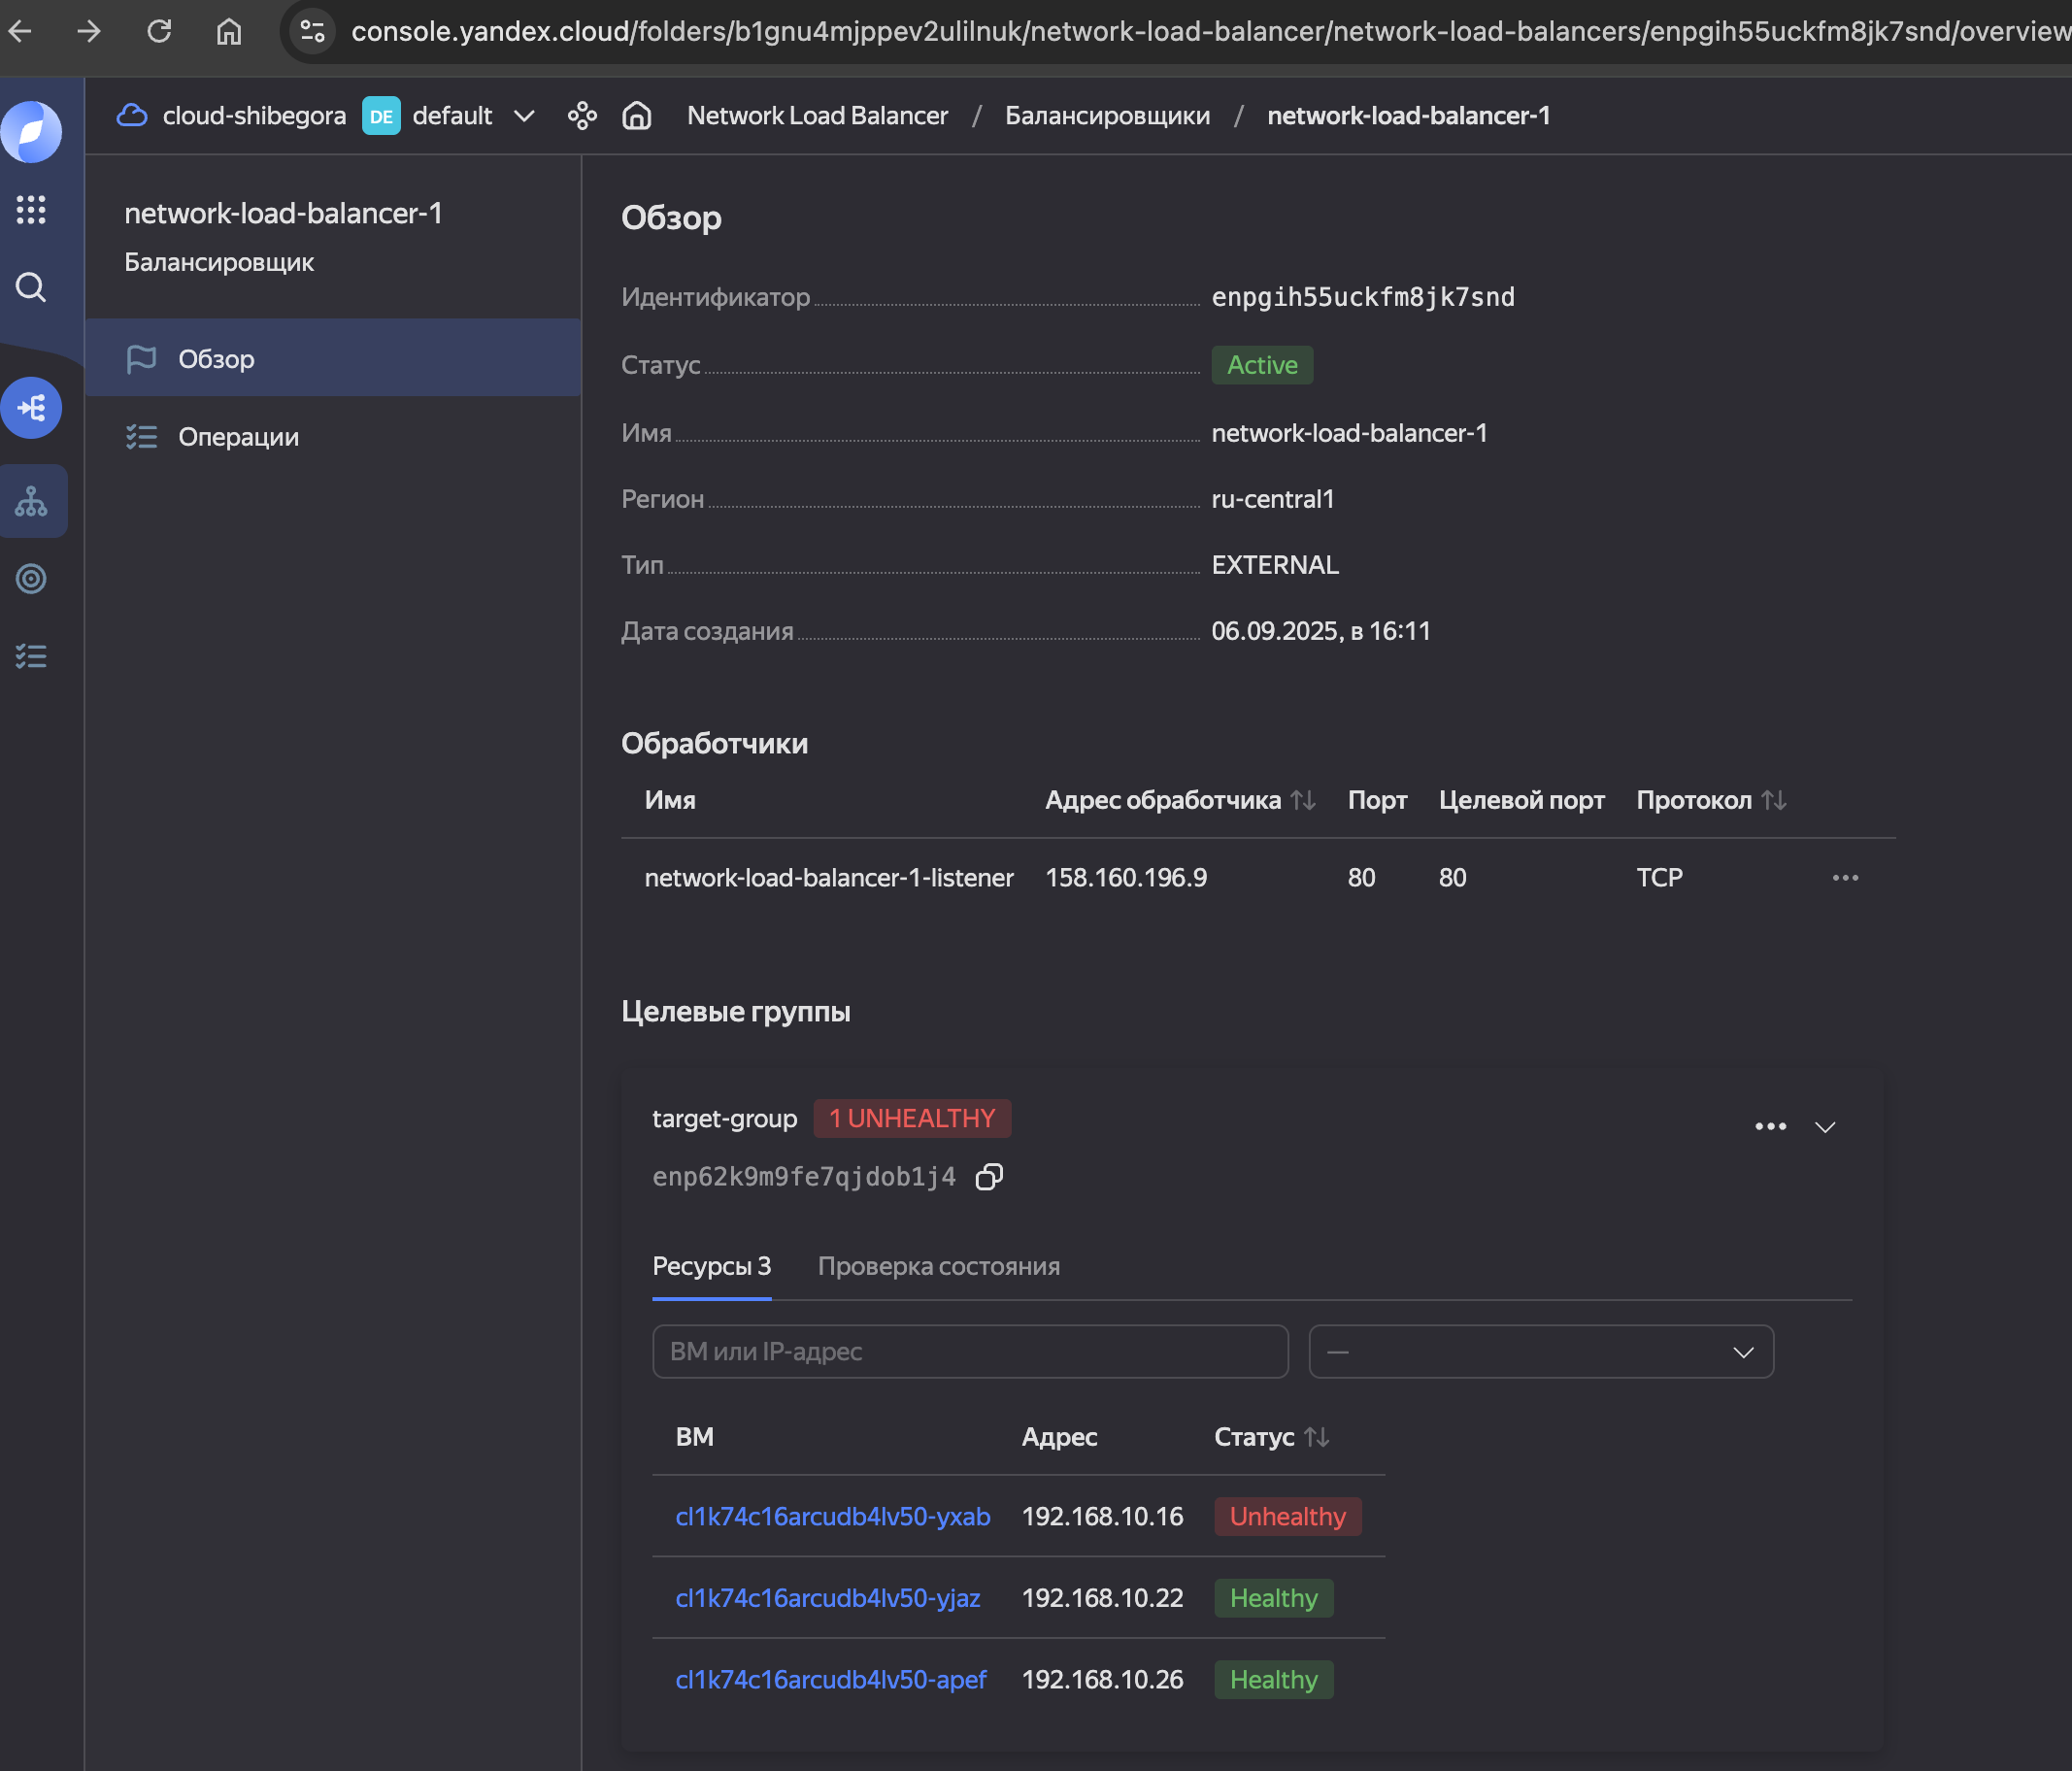 console.yandex.cloud/folders/b1gnu4mjppev2ulilnuk/network-load-balancer/network-load-balancers/enpgih55uckfm8jk7snd/overview
cloud-shibegora DE default Network Load Balancer / Балансировщики / network-load-balancer-1
network-load-balancer-1
Балансировщик
Обзор
Операции
Обзор
Идентификатор enpgih55uckfm8jk7snd
Статус Active
Имя network-load-balancer-1
Регион ru-central1
Тип EXTERNAL
Дата создания 06.09.2025, в 16:11
Обработчики
Имя Адрес обработчика Порт Целевой порт Протокол
network-load-balancer-1-listener 158.160.196.9 80 80 TCP
Целевые группы
target-group 1 UNHEALTHY
enp62k9m9fe7qjdob1j4
Ресурсы 3 Проверка состояния
ВМ или IP-адрес —
ВМ Адрес Статус
cl1k74c16arcudb4lv50-yxab 192.168.10.16 Unhealthy
cl1k74c16arcudb4lv50-yjaz 192.168.10.22 Healthy
cl1k74c16arcudb4lv50-apef 192.168.10.26 Healthy